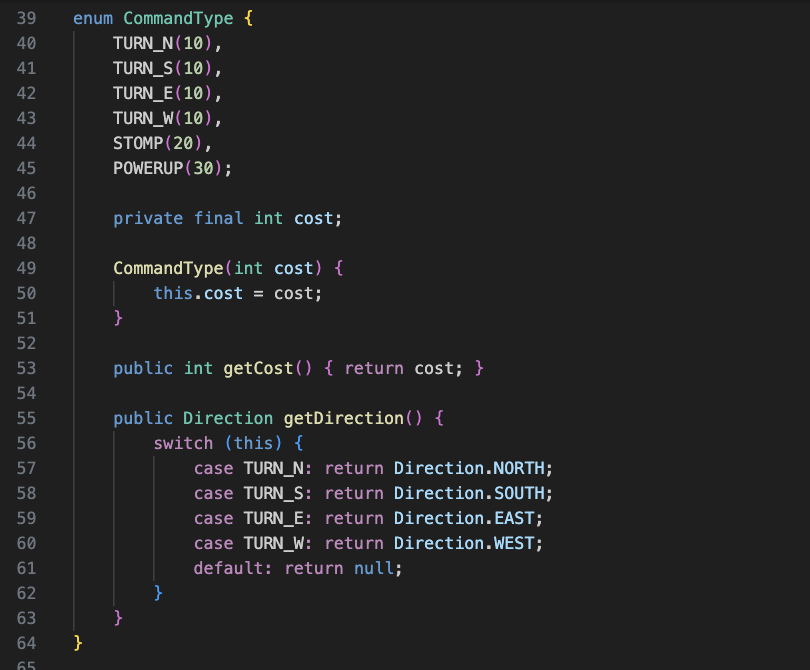 39 enum CommandType {
40     TURN_N(10),
41     TURN_S(10),
42     TURN_E(10),
43     TURN_W(10),
44     STOMP(20),
45     POWERUP(30);
46
47     private final int cost;
48
49     CommandType(int cost) {
50         this.cost = cost;
51     }
52
53     public int getCost() { return cost; }
54
55     public Direction getDirection() {
56         switch (this) {
57             case TURN_N: return Direction.NORTH;
58             case TURN_S: return Direction.SOUTH;
59             case TURN_E: return Direction.EAST;
60             case TURN_W: return Direction.WEST;
61             default: return null;
62         }
63     }
64 }
65